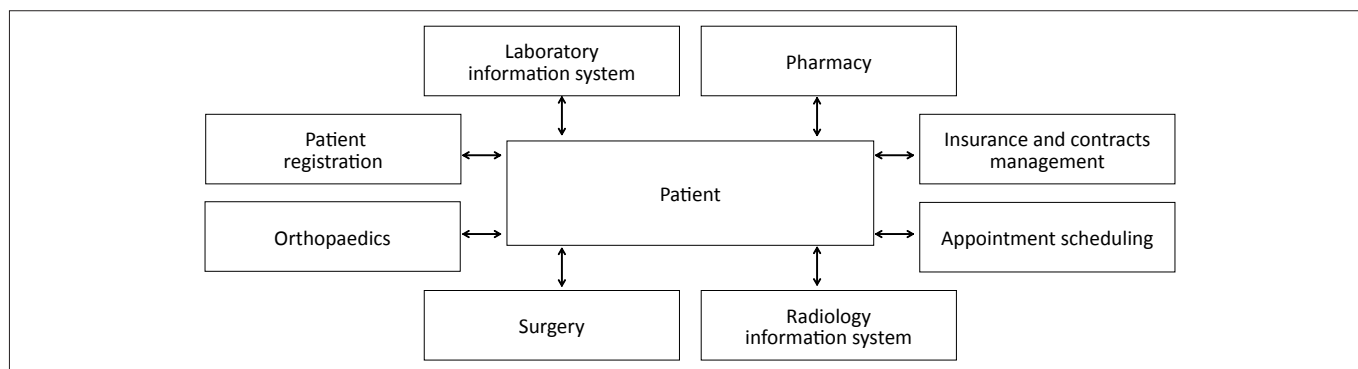 Laboratory
information system
Pharmacy
Patient
registration
Insurance and contracts
management
Patient
Orthopaedics
Appointment scheduling
Surgery
Radiology
information system